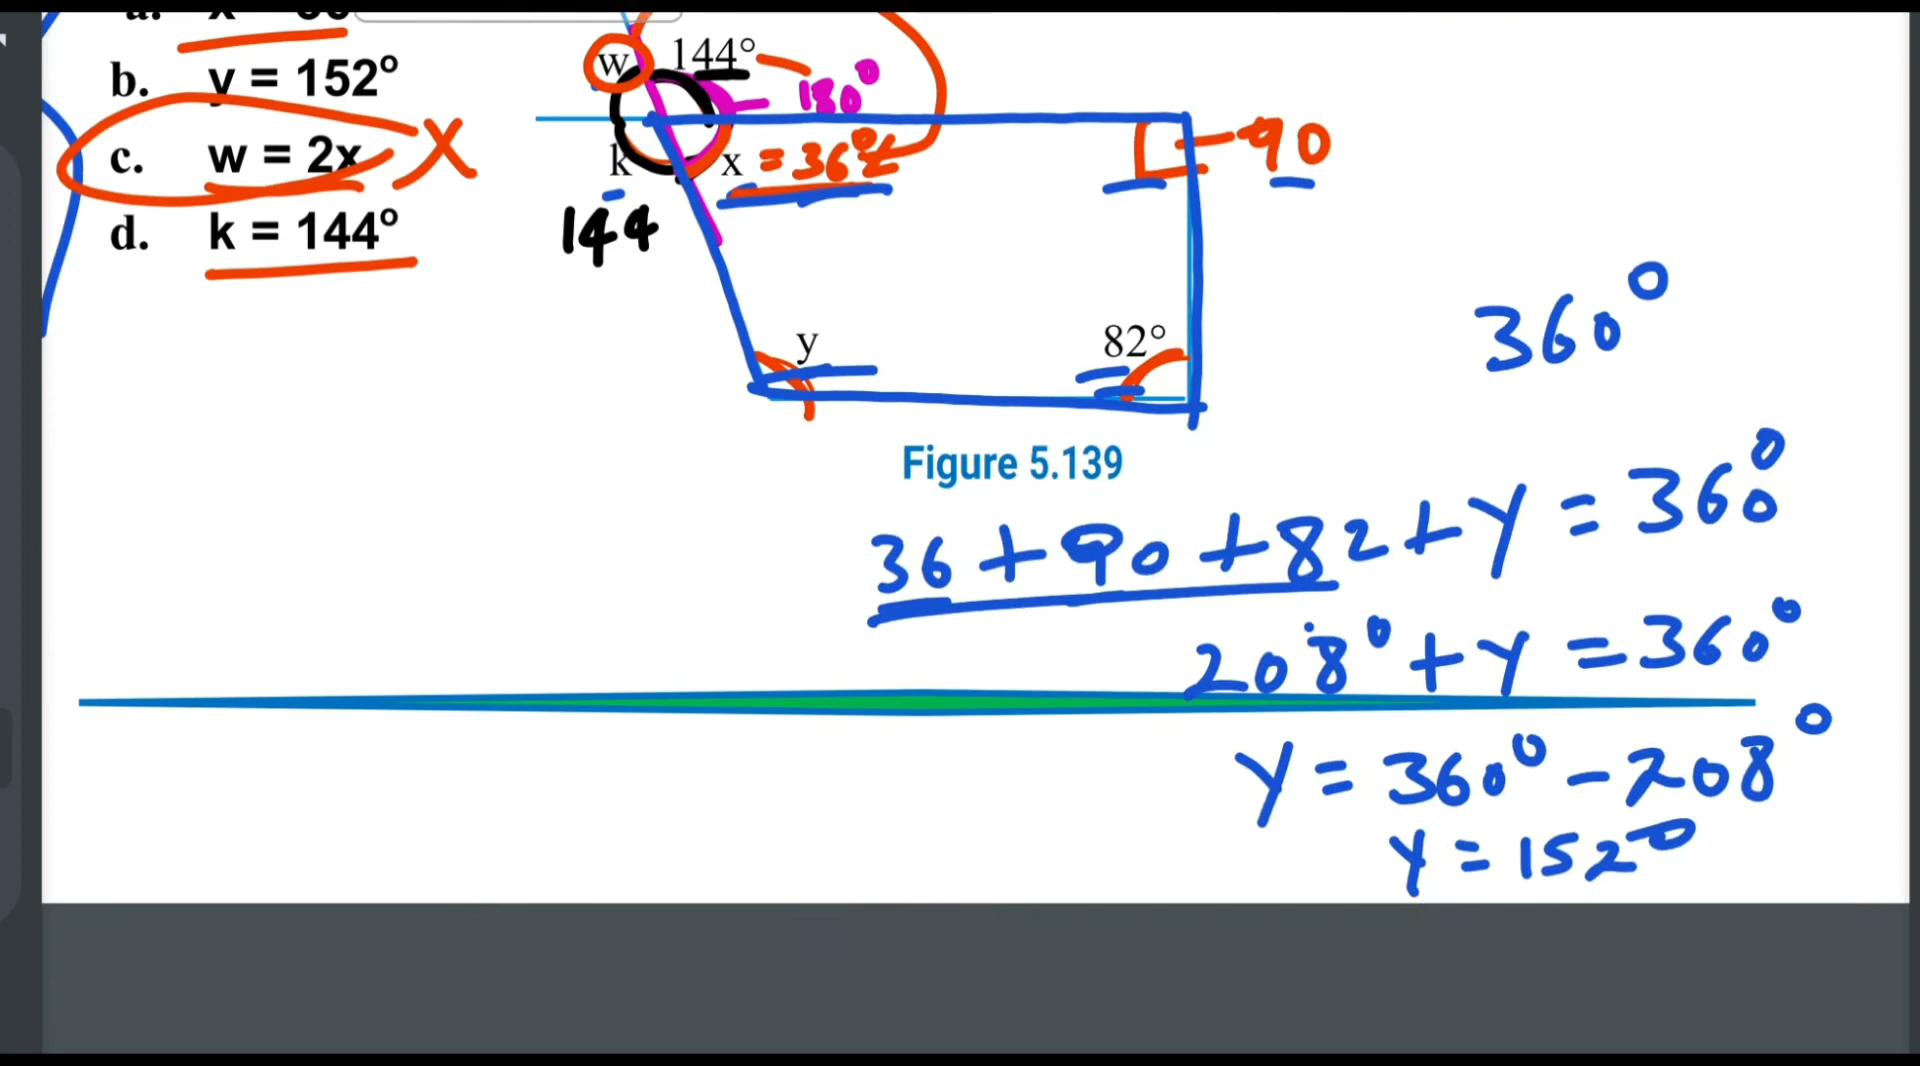 b. y = 152°
c. w = 2x
d. k = 144°
w 144° 180°
k x = 36° 90
144
y 82°
360°
Figure 5.139
36 + 90 + 82 + y = 360°
208° + y = 360°
y = 360° - 208°
y = 152°